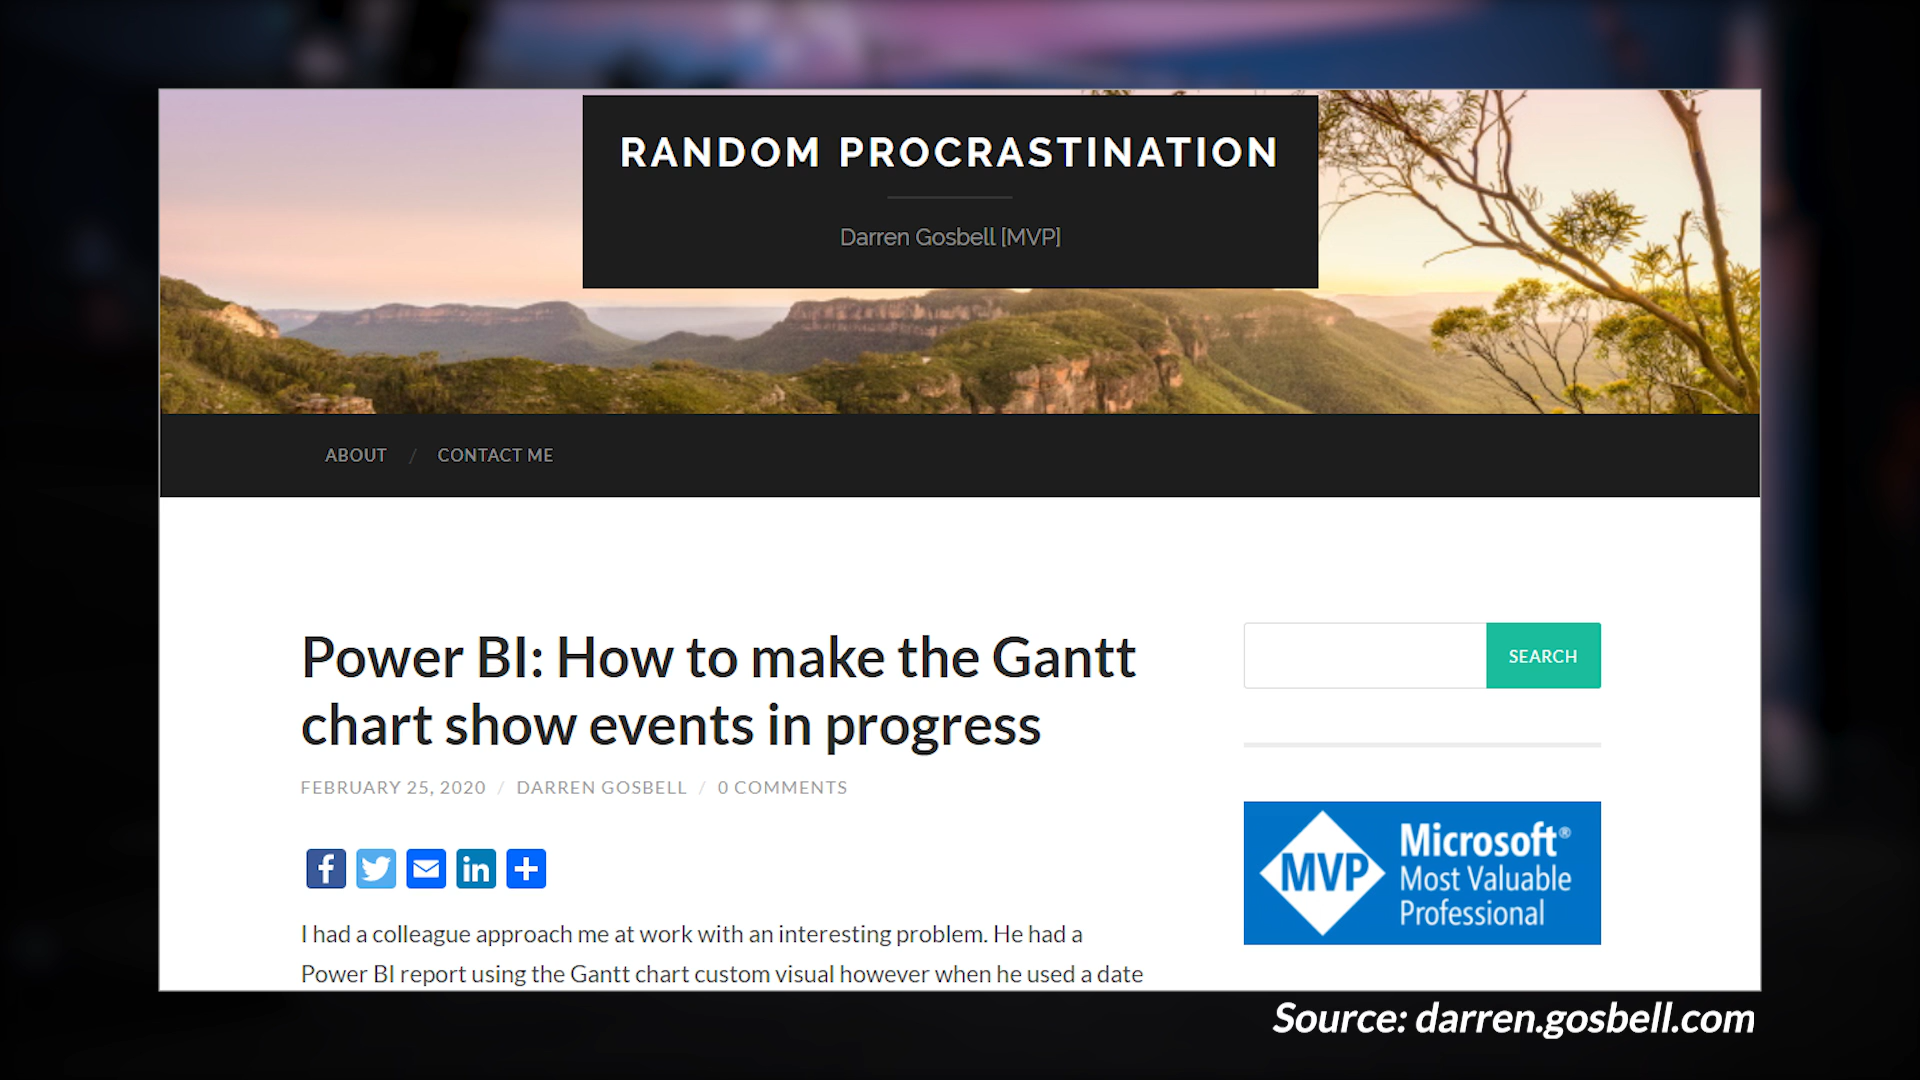 RANDOM PROCRASTINATION
Darren Gosbell [MVP]
ABOUT / CONTACT ME
Power BI: How to make the Gantt
chart show events in progress
FEBRUARY 25, 2020 / DARREN GOSBELL / 0 COMMENTS
I had a colleague approach me at work with an interesting problem. He had a
Power BI report using the Gantt chart custom visual however when he used a date
SEARCH
MVP
Microsoft®
Most Valuable
Professional
Source: darren.gosbell.com